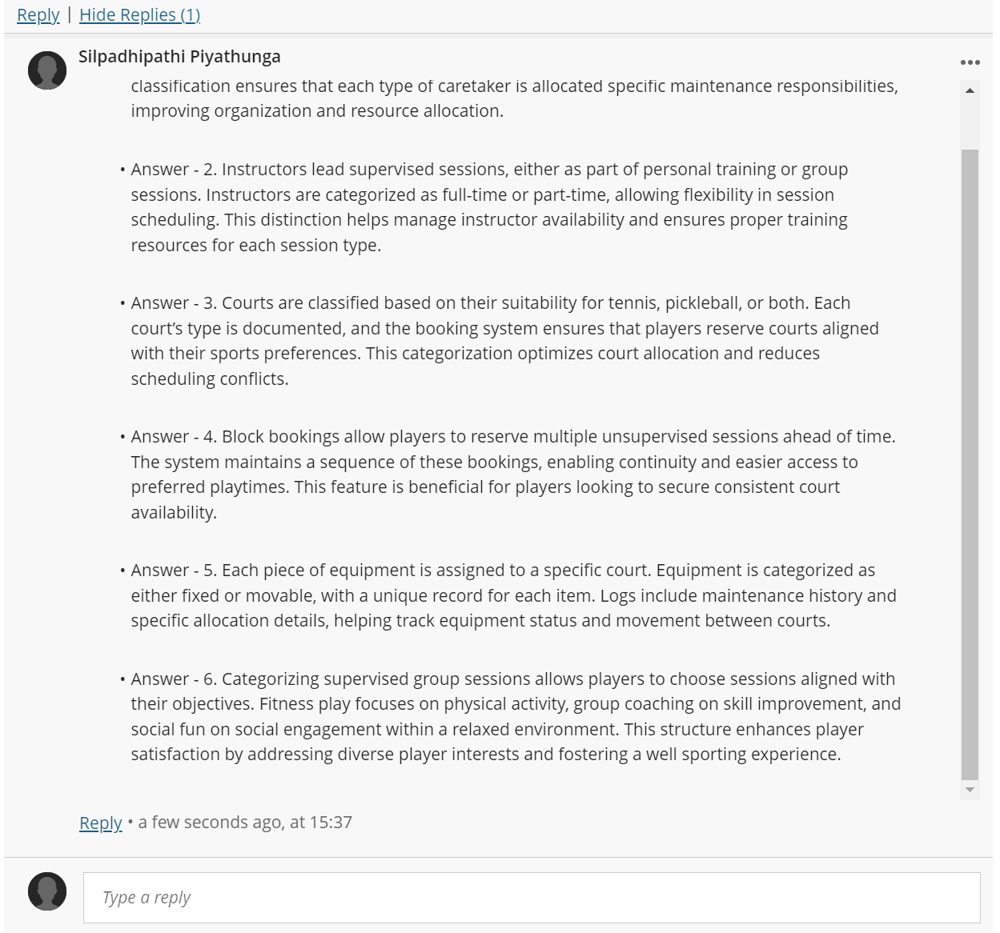 Reply | Hide Replies (1)
Silpadhipathi Piyathunga
classification ensures that each type of caretaker is allocated specific maintenance responsibilities,
improving organization and resource allocation.
• Answer - 2. Instructors lead supervised sessions, either as part of personal training or group
sessions. Instructors are categorized as full-time or part-time, allowing flexibility in session
scheduling. This distinction helps manage instructor availability and ensures proper training
resources for each session type.
• Answer - 3. Courts are classified based on their suitability for tennis, pickleball, or both. Each
court’s type is documented, and the booking system ensures that players reserve courts aligned
with their sports preferences. This categorization optimizes court allocation and reduces
scheduling conflicts.
• Answer - 4. Block bookings allow players to reserve multiple unsupervised sessions ahead of time.
The system maintains a sequence of these bookings, enabling continuity and easier access to
preferred playtimes. This feature is beneficial for players looking to secure consistent court
availability.
• Answer - 5. Each piece of equipment is assigned to a specific court. Equipment is categorized as
either fixed or movable, with a unique record for each item. Logs include maintenance history and
specific allocation details, helping track equipment status and movement between courts.
• Answer - 6. Categorizing supervised group sessions allows players to choose sessions aligned with
their objectives. Fitness play focuses on physical activity, group coaching on skill improvement, and
social fun on social engagement within a relaxed environment. This structure enhances player
satisfaction by addressing diverse player interests and fostering a well sporting experience.
Reply • a few seconds ago, at 15:37
Type a reply